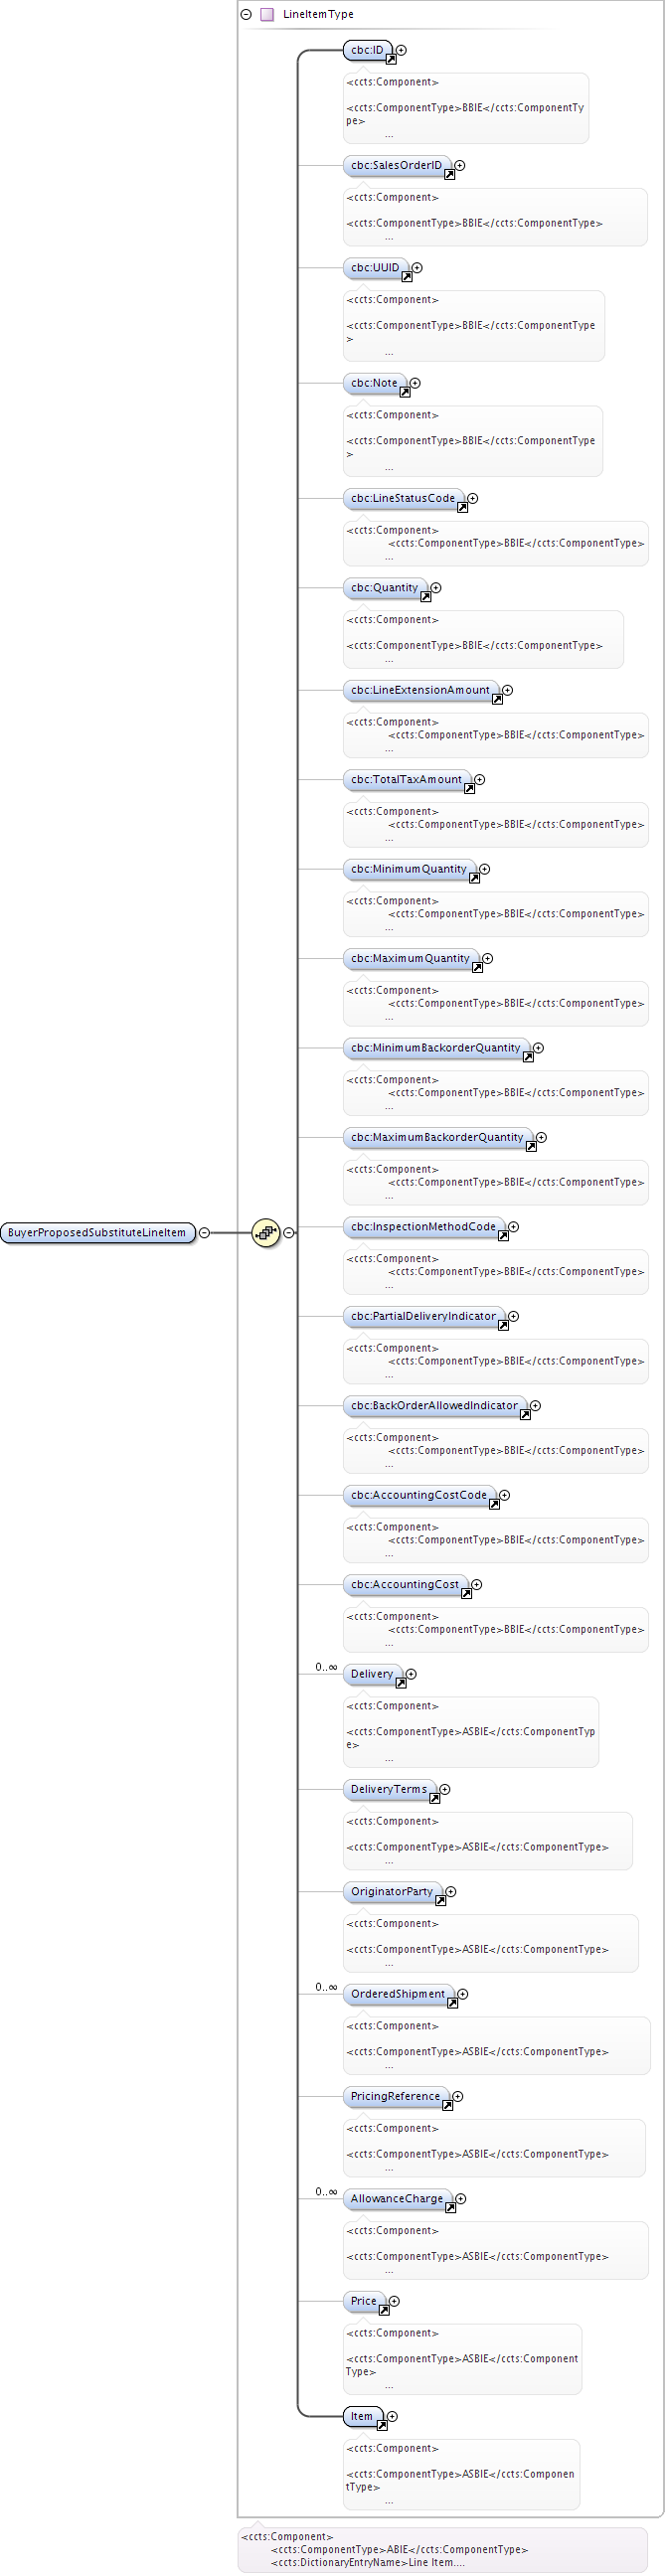 LineItemType
cbc:ID
<ccts:Component>
<ccts:ComponentType>BBIE</ccts:ComponentTy
pe>
...
cbc:SalesOrderID
<ccts:Component>
<ccts:ComponentType>BBIE</ccts:ComponentType>
...
cbc:UUID
<ccts:Component>
<ccts:ComponentType>BBIE</ccts:ComponentType
>
...
cbc:Note
<ccts:Component>
<ccts:ComponentType>BBIE</ccts:ComponentType
>
...
cbc:LineStatusCode
<ccts:Component>
<ccts:ComponentType>BBIE</ccts:ComponentType>
...
cbc:Quantity
<ccts:Component>
<ccts:ComponentType>BBIE</ccts:ComponentType>
...
cbc:LineExtensionAmount
<ccts:Component>
<ccts:ComponentType>BBIE</ccts:ComponentType>
...
cbc:TotalTaxAmount
<ccts:Component>
<ccts:ComponentType>BBIE</ccts:ComponentType>
...
cbc:MinimumQuantity
<ccts:Component>
<ccts:ComponentType>BBIE</ccts:ComponentType>
...
cbc:MaximumQuantity
<ccts:Component>
<ccts:ComponentType>BBIE</ccts:ComponentType>
...
cbc:MinimumBackorderQuantity
<ccts:Component>
<ccts:ComponentType>BBIE</ccts:ComponentType>
...
cbc:MaximumBackorderQuantity
<ccts:Component>
<ccts:ComponentType>BBIE</ccts:ComponentType>
...
BuyerProposedSubstituteLineItem
cbc:InspectionMethodCode
<ccts:Component>
<ccts:ComponentType>BBIE</ccts:ComponentType>
...
cbc:PartialDeliveryIndicator
<ccts:Component>
<ccts:ComponentType>BBIE</ccts:ComponentType>
...
cbc:BackOrderAllowedIndicator
<ccts:Component>
<ccts:ComponentType>BBIE</ccts:ComponentType>
...
cbc:AccountingCostCode
<ccts:Component>
<ccts:ComponentType>BBIE</ccts:ComponentType>
...
cbc:AccountingCost
<ccts:Component>
<ccts:ComponentType>BBIE</ccts:ComponentType>
...
0..∞
Delivery
<ccts:Component>
<ccts:ComponentType>ASBIE</ccts:ComponentTyp
e>
...
DeliveryTerms
<ccts:Component>
<ccts:ComponentType>ASBIE</ccts:ComponentType>
...
OriginatorParty
<ccts:Component>
<ccts:ComponentType>ASBIE</ccts:ComponentType>
...
0..∞
OrderedShipment
<ccts:Component>
<ccts:ComponentType>ASBIE</ccts:ComponentType>
...
PricingReference
<ccts:Component>
<ccts:ComponentType>ASBIE</ccts:ComponentType>
...
0..∞
AllowanceCharge
<ccts:Component>
<ccts:ComponentType>ASBIE</ccts:ComponentType>
...
Price
<ccts:Component>
<ccts:ComponentType>ASBIE</ccts:Component
Type>
...
Item
<ccts:Component>
<ccts:ComponentType>ASBIE</ccts:Componen
tType>
...
<ccts:Component>
<ccts:ComponentType>ABIE</ccts:ComponentType>
<ccts:DictionaryEntryName>Line Item....